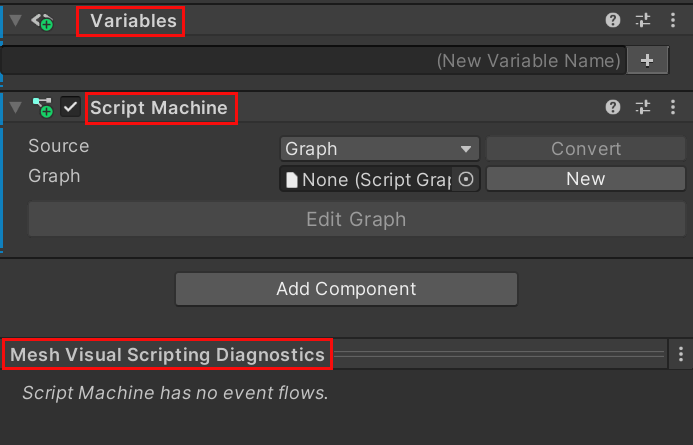 Variables
(New Variable Name) +
Script Machine
Source Graph Convert
Graph None (Script Grap New
Edit Graph
Add Component
Mesh Visual Scripting Diagnostics
Script Machine has no event flows.